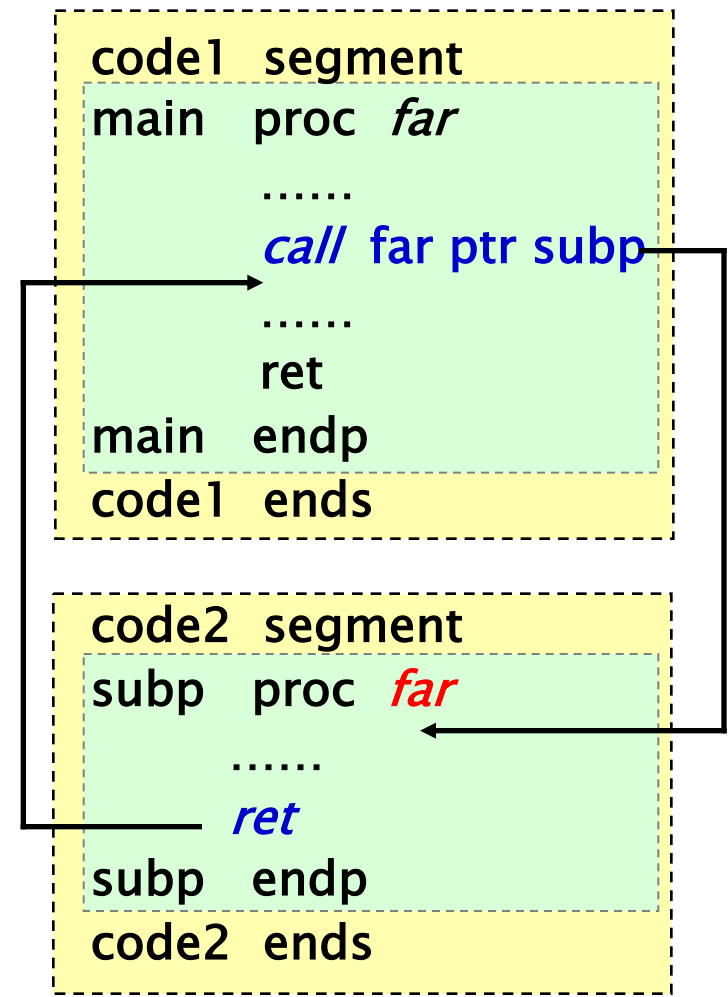 code1 segment
main proc far
……
call far ptr subp
……
ret
main endp
code1 ends
code2 segment
subp proc far
……
ret
subp endp
code2 ends